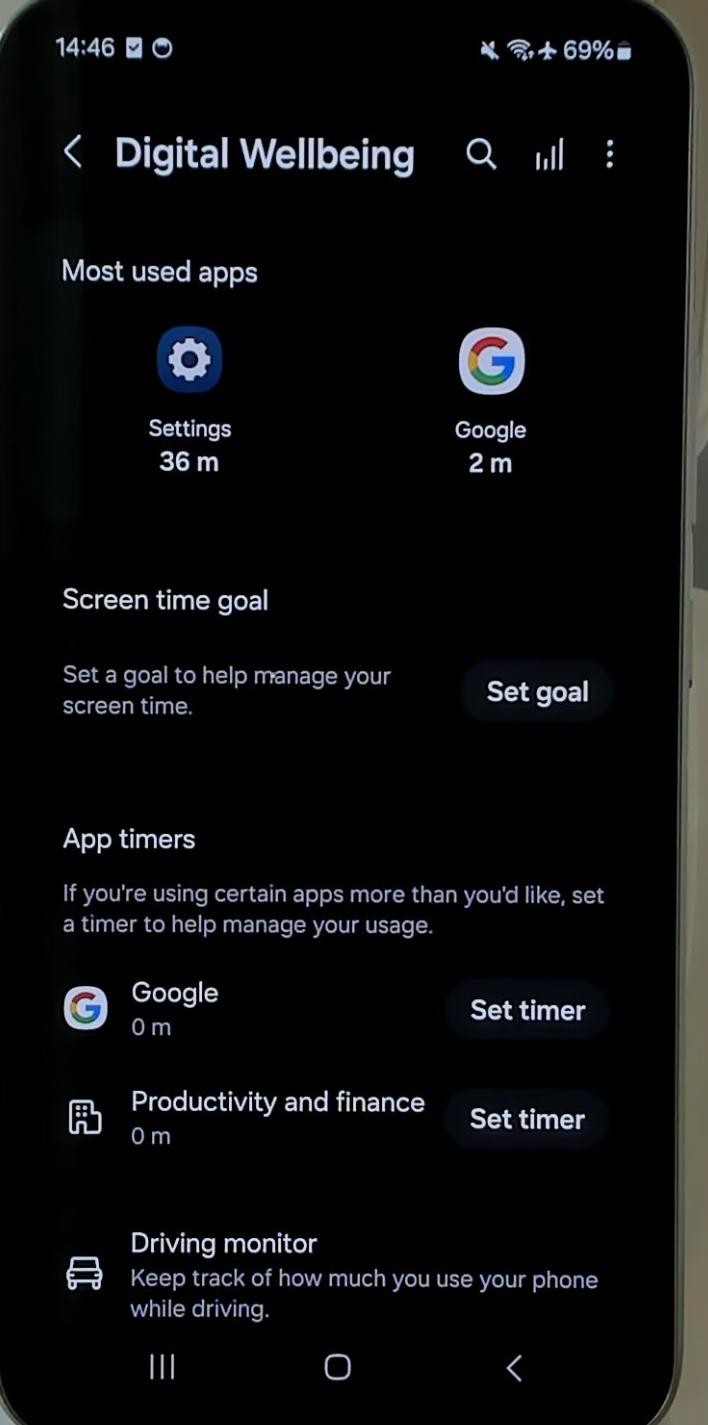 14:46
69%
Digital Wellbeing
Most used apps
Settings
36 m
Google
2 m
Screen time goal
Set a goal to help manage your
screen time.
Set goal
App timers
If you're using certain apps more than you'd like, set
a timer to help manage your usage.
Google
0 m
Set timer
Productivity and finance
0 m
Set timer
Driving monitor
Keep track of how much you use your phone
while driving.